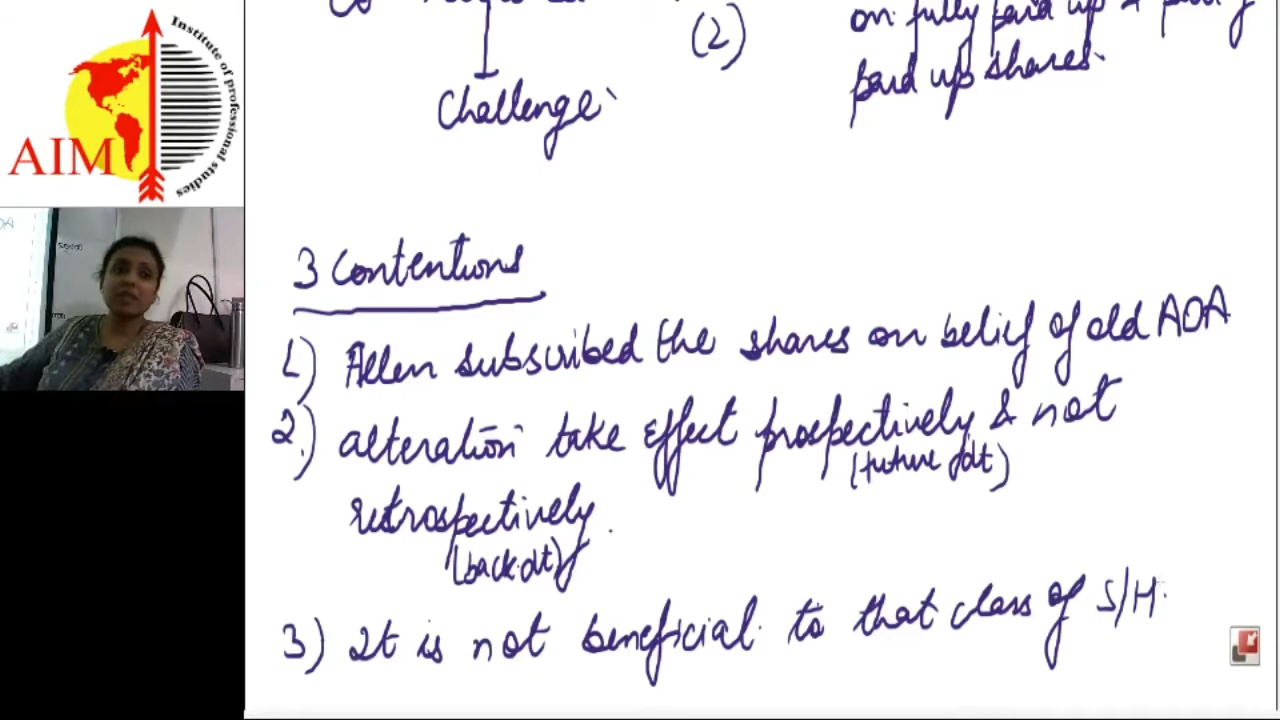 Institute of professional studies
AIM
(2)
on fully paid up
paid up shares.
Challenge
3 Contentions
1) Allen subscribed the shares on belief of old AOA
2.) alteration take effect prospectively & not
(future dt)
retrospectively.
(back dt)
3) It is not beneficial to that class of S/H.